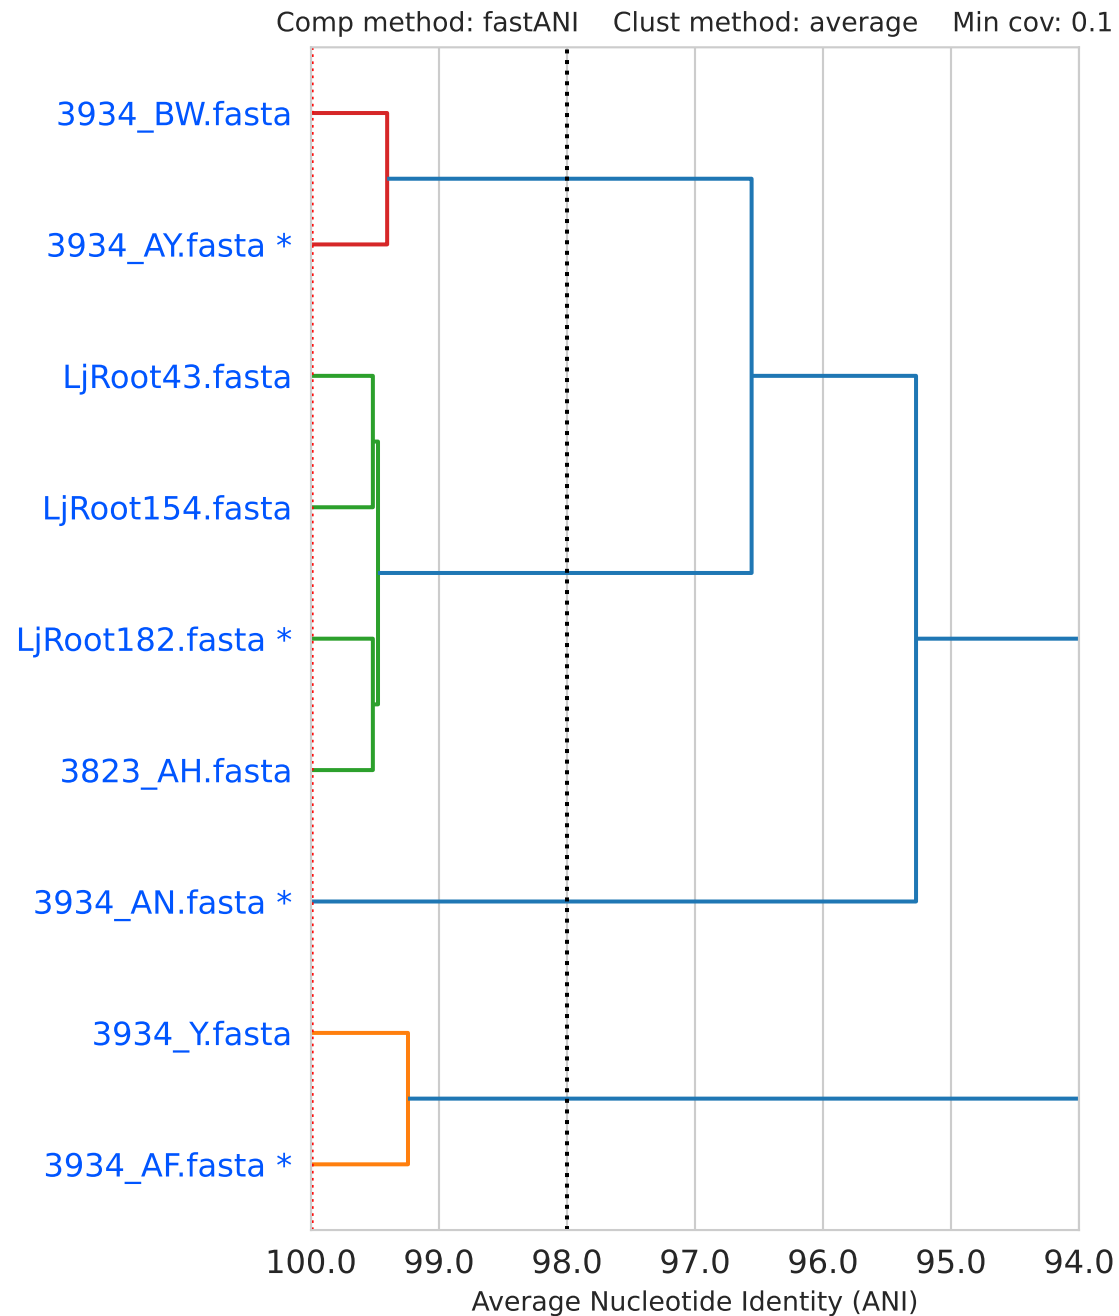 Comp method: fastANI    Clust method: average    Min cov: 0.1
3934_BW.fasta
3934_AY.fasta *
LjRoot43.fasta
LjRoot154.fasta
LjRoot182.fasta *
3823_AH.fasta
3934_AN.fasta *
3934_Y.fasta
3934_AF.fasta *
100.0 99.0 98.0 97.0 96.0 95.0 94.0
Average Nucleotide Identity (ANI)